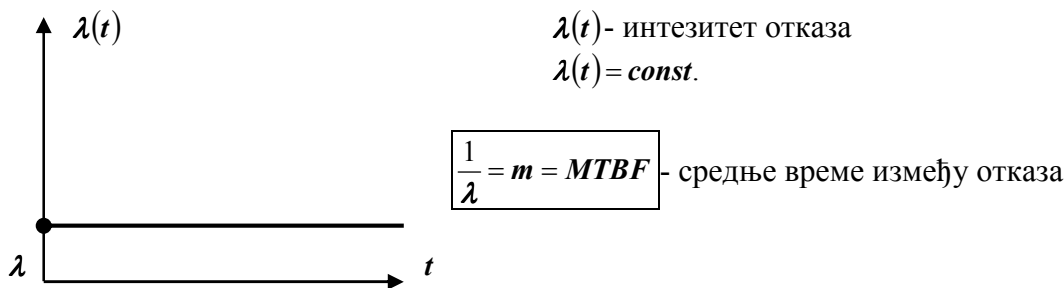 λ(t)
λ(t)- интезитет отказа
λ(t) = const.
1/λ = m = MTBF - средње време између отказа
λ
t